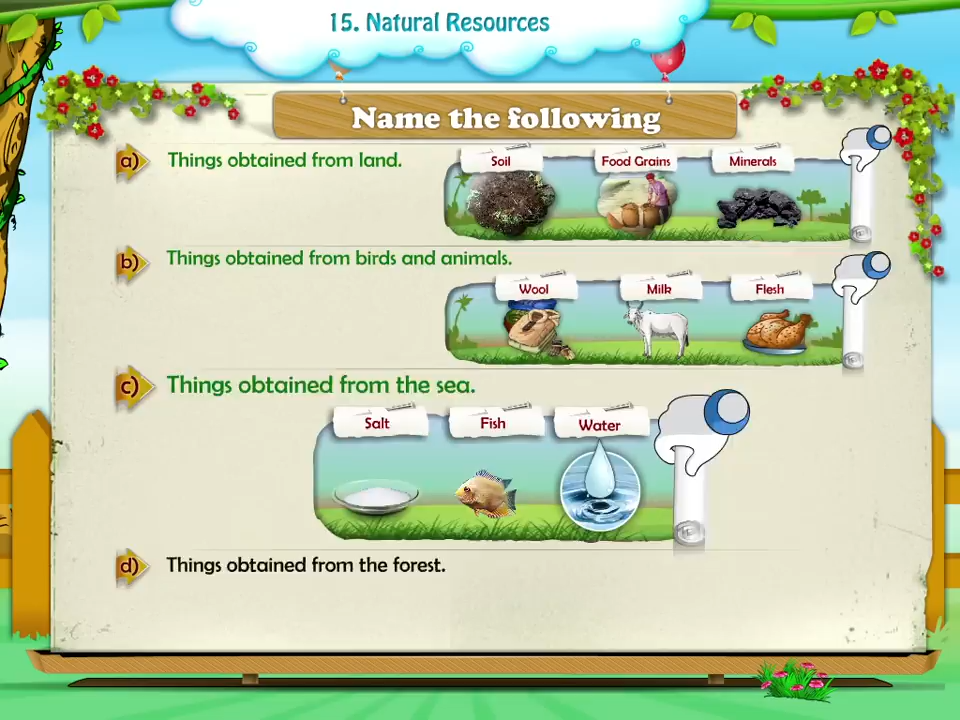 15. Natural Resources
Name the following
a) Things obtained from land.
Soil Food Grains Minerals
b) Things obtained from birds and animals.
Wool Milk Flesh
c) Things obtained from the sea.
Salt Fish Water
d) Things obtained from the forest.